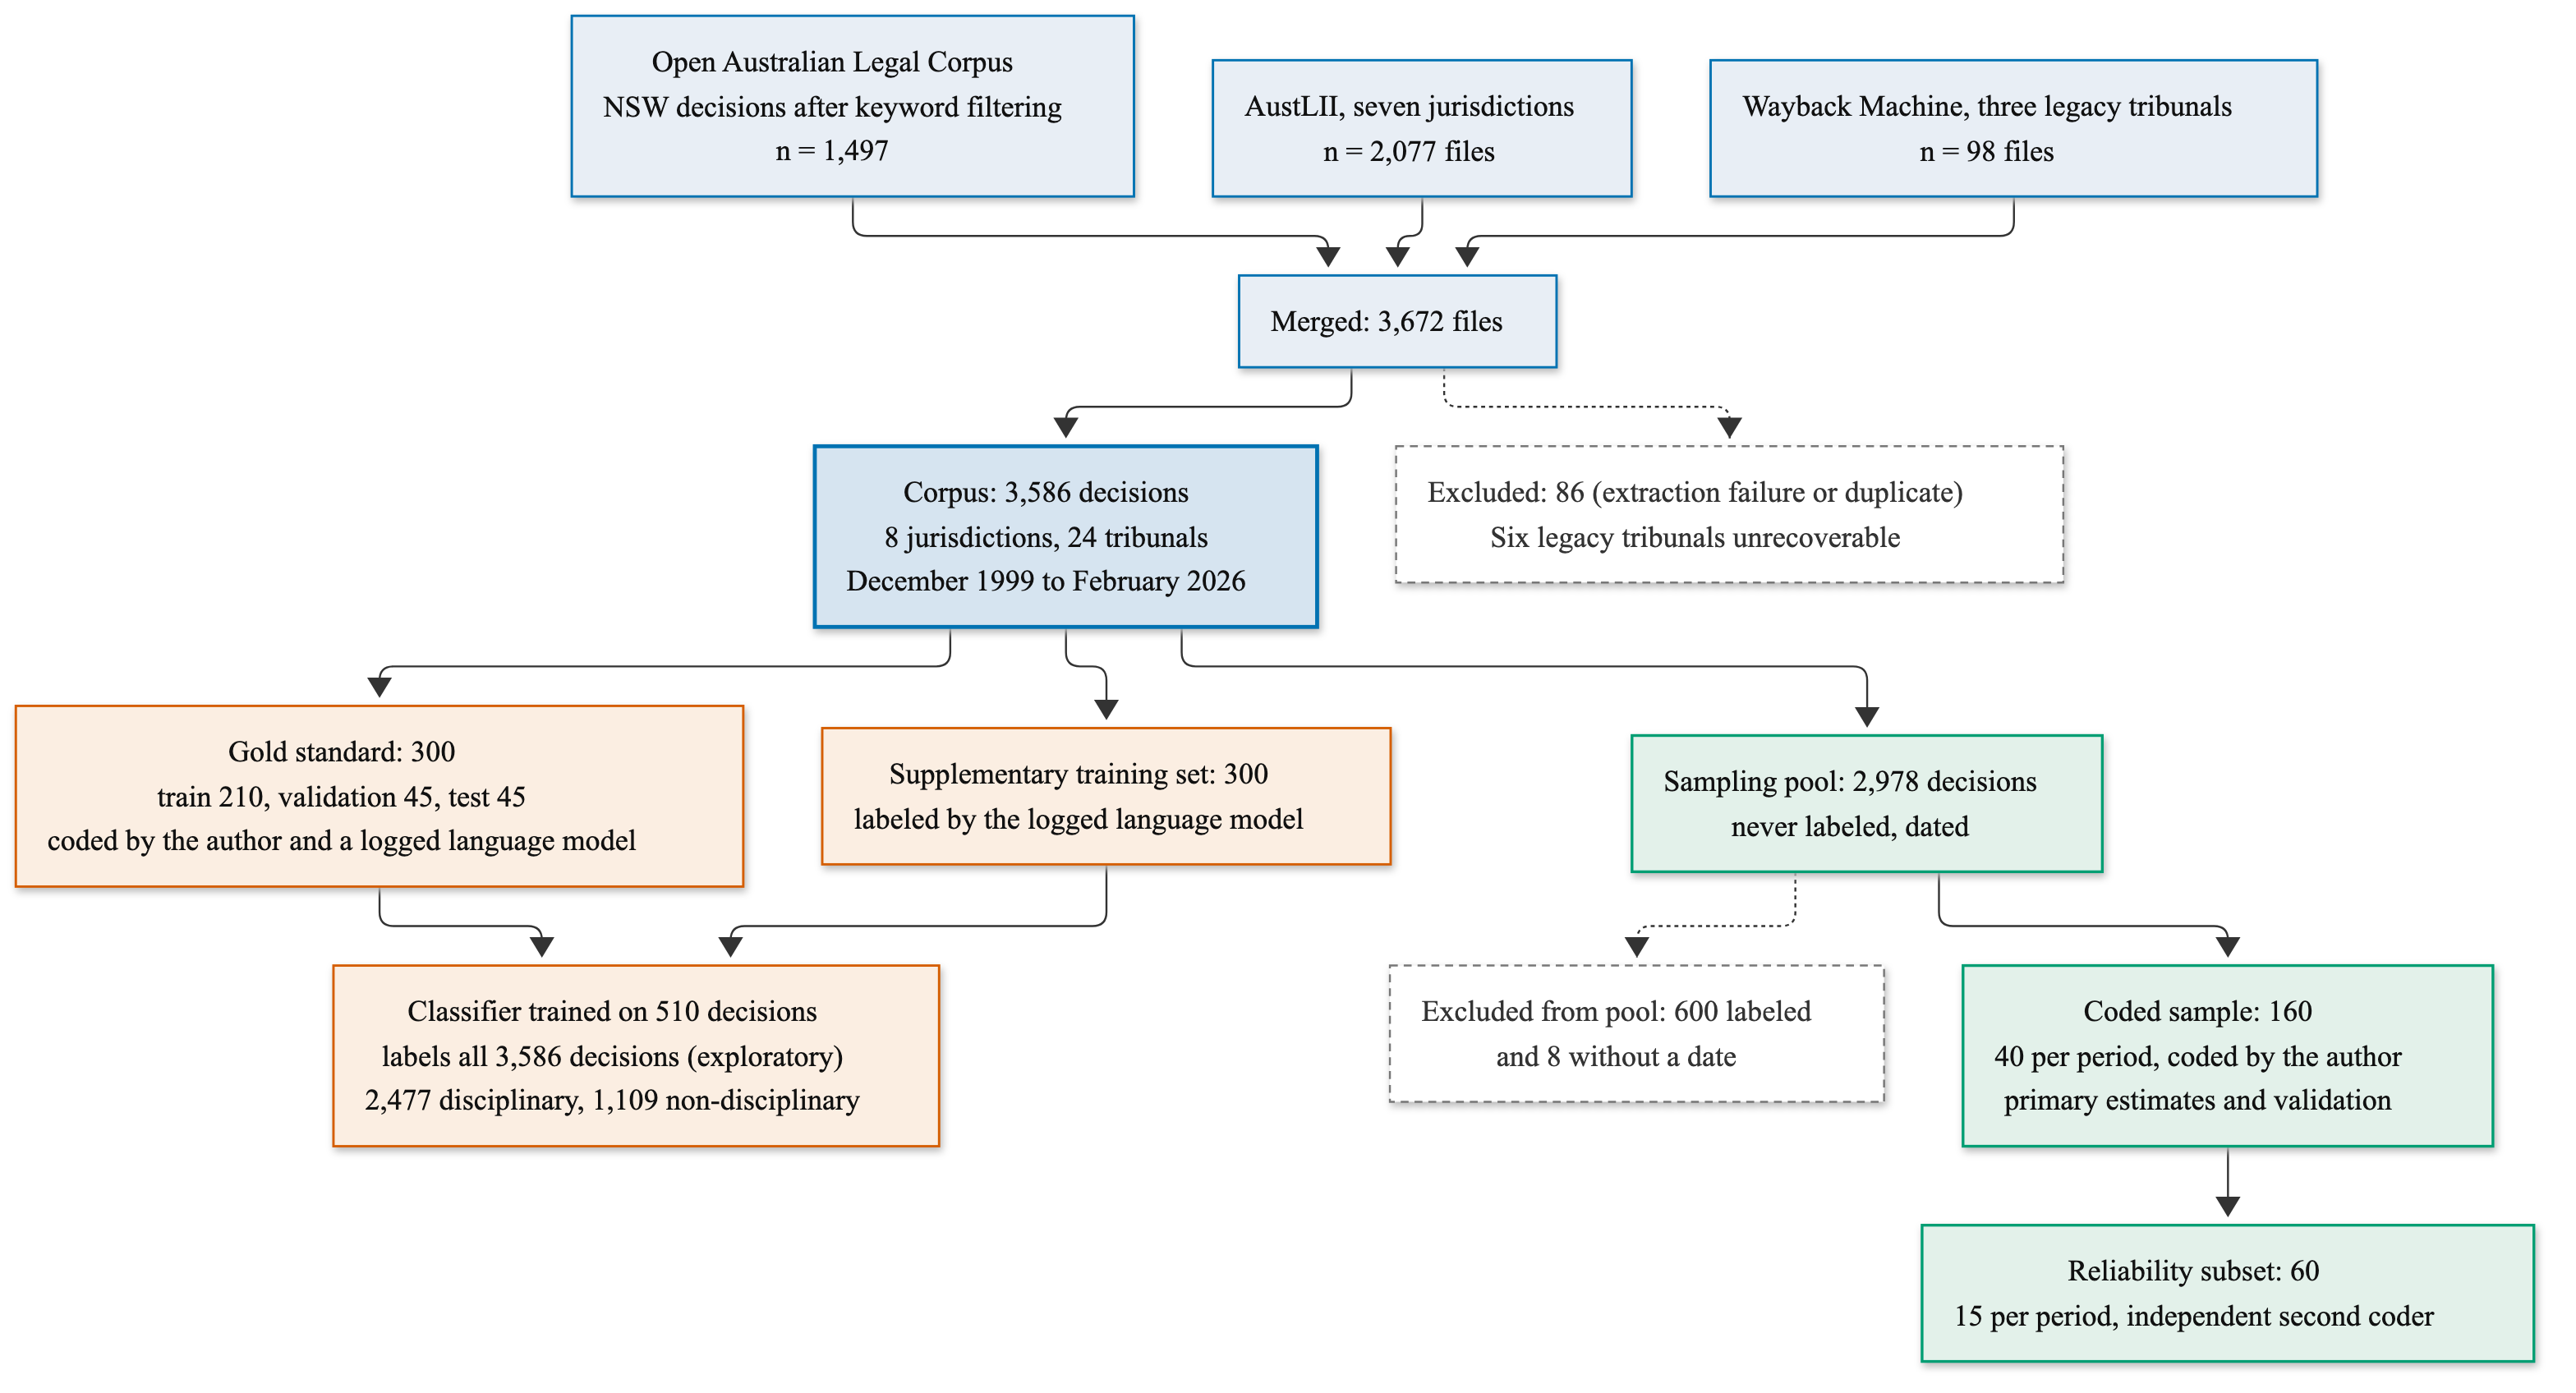 Open Australian Legal Corpus
NSW decisions after keyword filtering
n = 1,497
AustLII, seven jurisdictions
n = 2,077 files
Wayback Machine, three legacy tribunals
n = 98 files
Merged: 3,672 files
Corpus: 3,586 decisions
8 jurisdictions, 24 tribunals
December 1999 to February 2026
Excluded: 86 (extraction failure or duplicate)
Six legacy tribunals unrecoverable
Gold standard: 300
train 210, validation 45, test 45
coded by the author and a logged language model
Supplementary training set: 300
labeled by the logged language model
Sampling pool: 2,978 decisions
never labeled, dated
Classifier trained on 510 decisions
labels all 3,586 decisions (exploratory)
2,477 disciplinary, 1,109 non-disciplinary
Excluded from pool: 600 labeled
and 8 without a date
Coded sample: 160
40 per period, coded by the author
primary estimates and validation
Reliability subset: 60
15 per period, independent second coder